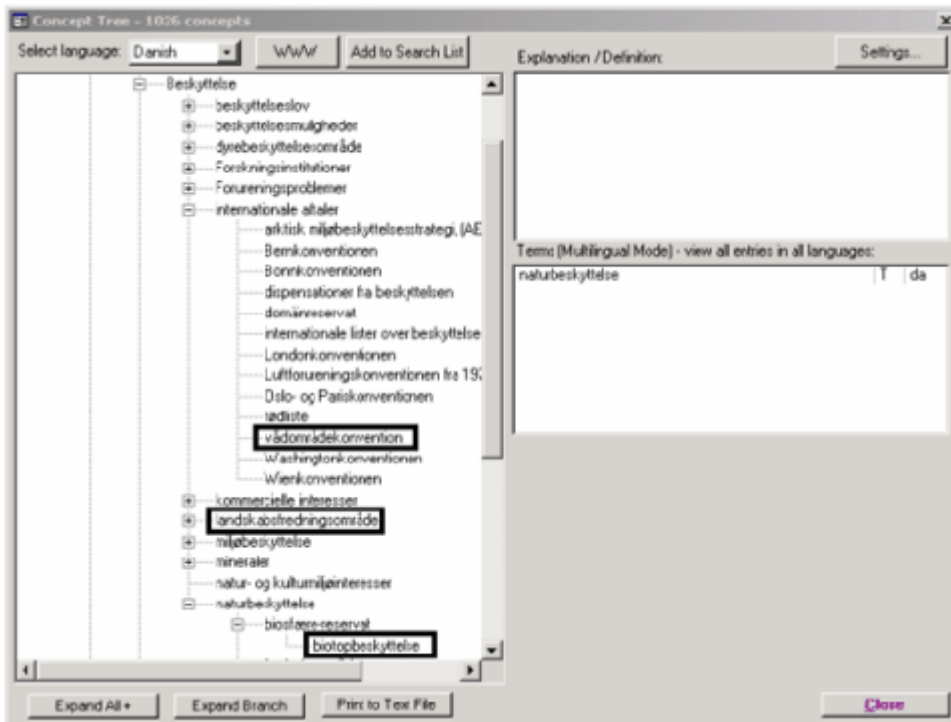 Concept Tree - 1026 concepts
Select language: Danish WWW Add to Search List
Beskyttelse
beskyttelseslov
beskyttelsesmuligheder
dyrebeskyttelsesområde
Forskningsinstitutioner
Forureningsproblemer
internationale aftaler
arktisk miljøbeskyttelsesstrategi, (AE
Bernkonventionen
Bonnkonventionen
dispensationer fra beskyttelsen
domänreservat
internationale lister over beskyttelse
Londonkonventionen
Luftforureningskonventionen fra 197
Oslo- og Pariskonventionen
rødliste
vådområdekonvention
Washingtonkonventionen
Wienkonventionen
kommercielle interesser
landskabsfredningsområde
miljøbeskyttelse
mineraler
natur- og kulturmiljøinteresser
naturbeskyttelse
biosfære-reservat
biotopbeskyttelse
Expand All + Expand Branch Print to Text File
Explanation / Definition: Settings...
Terms (Multilingual Mode) - view all entries in all languages:
naturbeskyttelse T da
Close